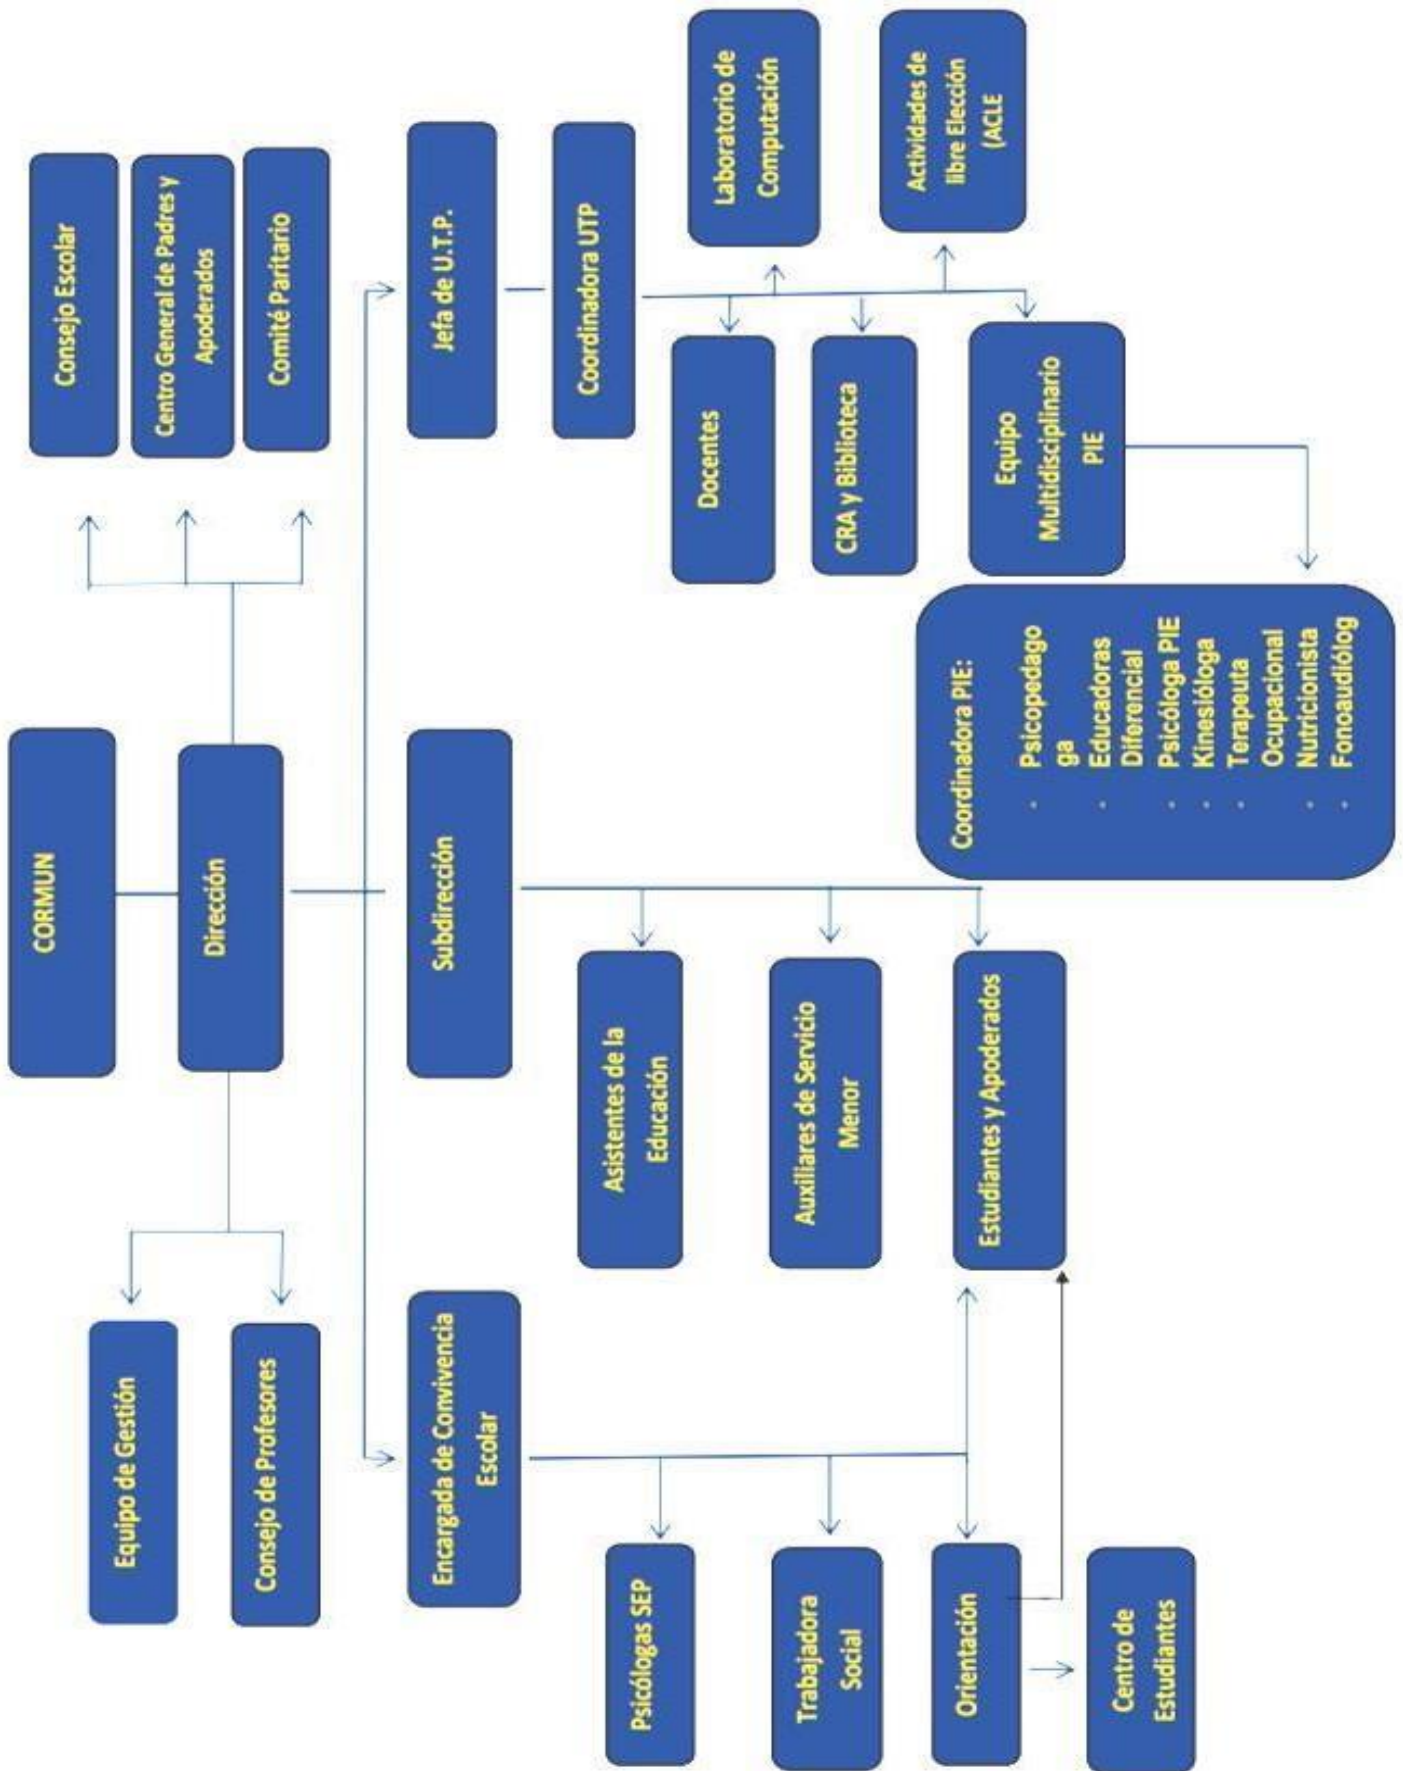 CORMUN
Dirección
Equipo de Gestión
Consejo de Profesores
Consejo Escolar
Centro General de Padres y
Apoderados
Comité Paritario
Encargada de Convivencia
Escolar
Subdirección
Jefa de U.T.P.
Coordinadora UTP
Psicólogas SEP
Trabajadora
Social
Orientación
Centro de
Estudiantes
Asistentes de la
Educación
Auxiliares de Servicio
Menor
Estudiantes y Apoderados
Docentes
Laboratorio de
Computación
CRA y Biblioteca
Actividades de
libre Elección
(ACLE
Equipo
Multidisciplinario
PIE
Coordinadora PIE:
· Psicopedago
ga
· Educadoras
Diferencial
· Psicóloga PIE
· Kinesióloga
· Terapeuta
Ocupacional
· Nutricionista
· Fonoaudiólog